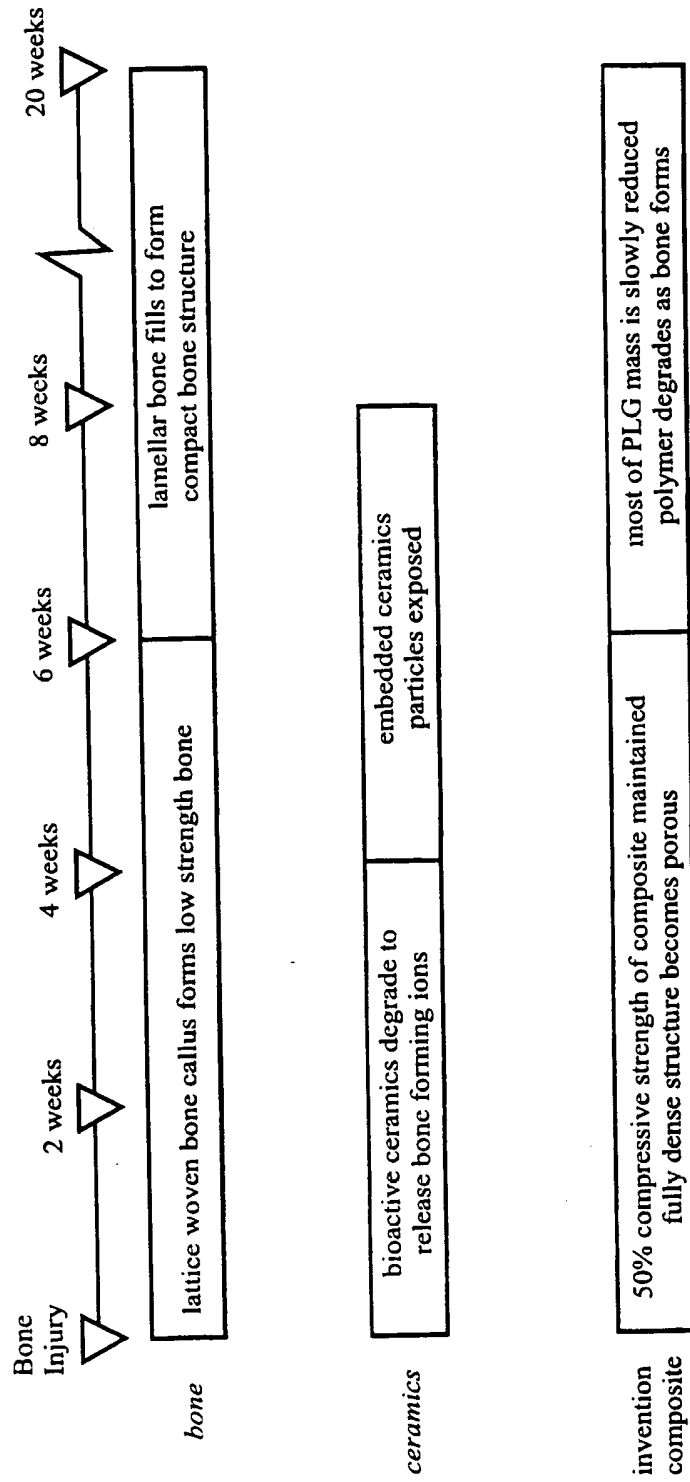 Bone
Injury
2 weeks
4 weeks
6 weeks
8 weeks
20 weeks
bone
lattice woven bone callus forms low strength bone
lamellar bone fills to form
compact bone structure
ceramics
bioactive ceramics degrade to
release bone forming ions
embedded ceramics
particles exposed
invention
composite
50% compressive strength of composite maintained
fully dense structure becomes porous
most of PLG mass is slowly reduced
polymer degrades as bone forms